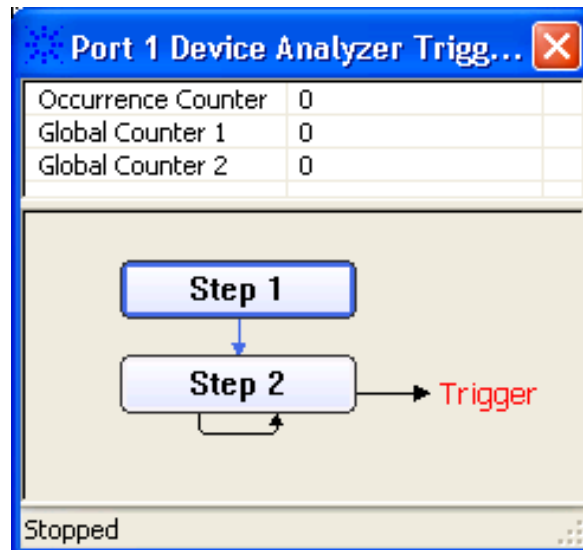 Port 1 Device Analyzer Trigg...
Occurrence Counter 0
Global Counter 1 0
Global Counter 2 0
Step 1
Step 2
Trigger
Stopped